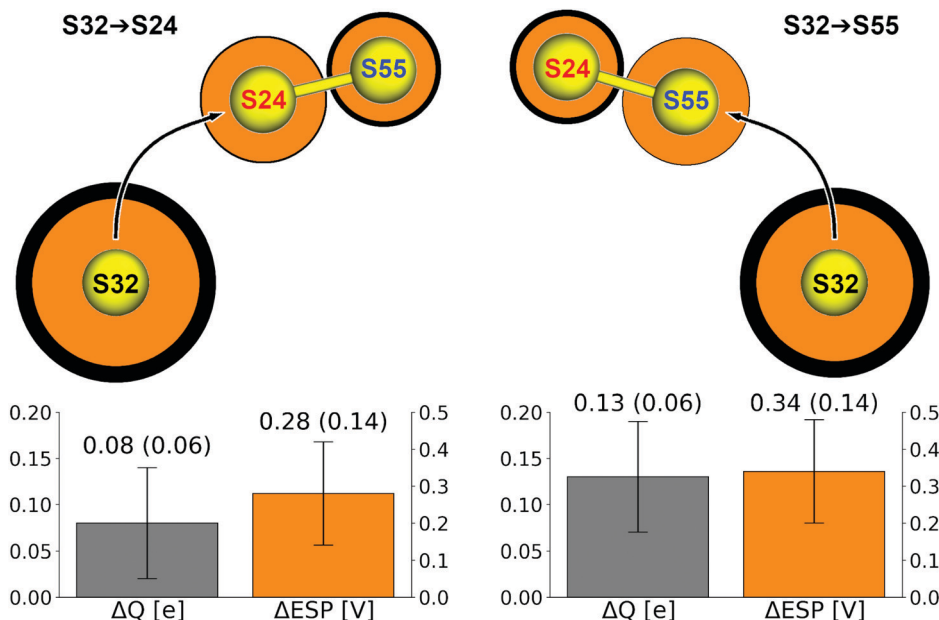 S32→S24
S24
S55
S32
0.20
0.15
0.10
0.05
0.00
0.08 (0.06)
0.28 (0.14)
0.5
0.4
0.3
0.2
0.1
0.0
ΔQ [e]
ΔESP [V]
S32→S55
S24
S55
S32
0.20
0.15
0.10
0.05
0.00
0.13 (0.06)
0.34 (0.14)
0.5
0.4
0.3
0.2
0.1
0.0
ΔQ [e]
ΔESP [V]